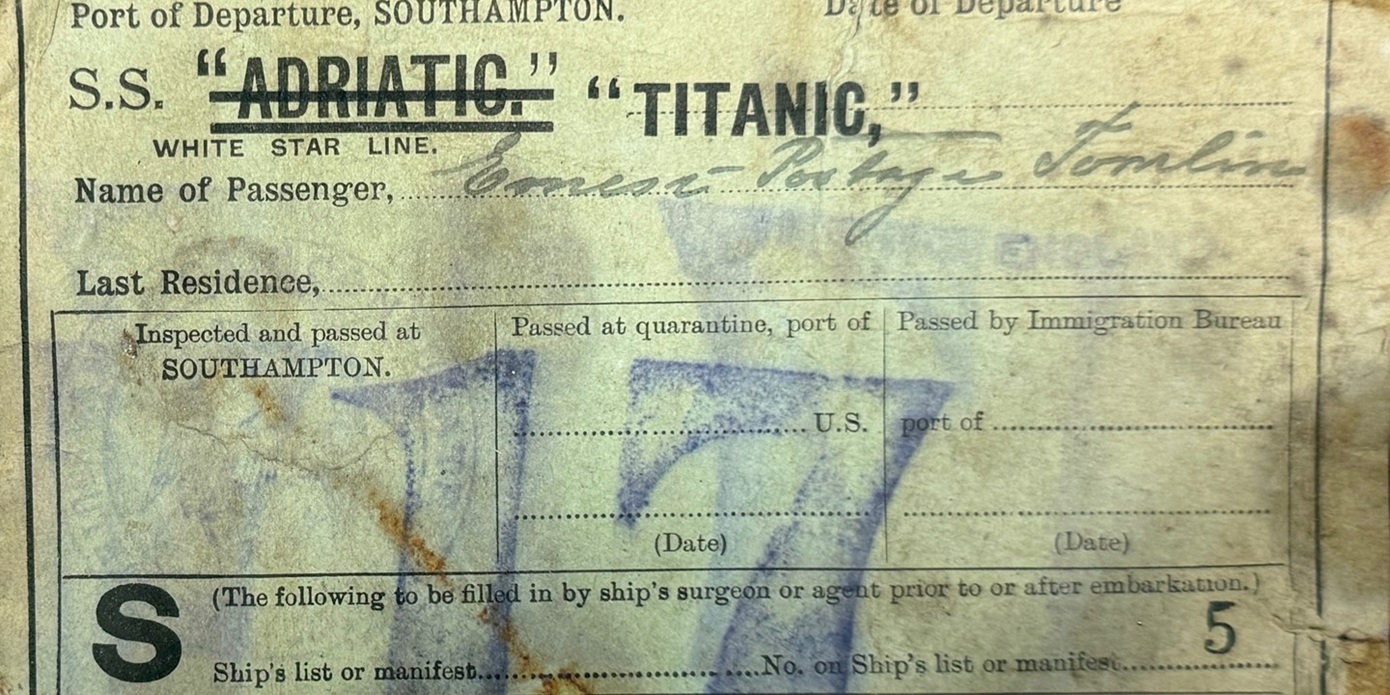 Port of Departure, SOUTHAMPTON. Date of Departure
S.S. "ADRIATIC." "TITANIC,"
WHITE STAR LINE.
Name of Passenger, Ernest Portage Tomlin
Last Residence,
Inspected and passed at
SOUTHAMPTON.
Passed at quarantine, port of
U.S.
(Date)
Passed by Immigration Bureau
port of
(Date)
17
S
(The following to be filled in by ship's surgeon or agent prior to or after embarkation.)
Ship's list or manifest. No. on Ship's list or manifest. 5